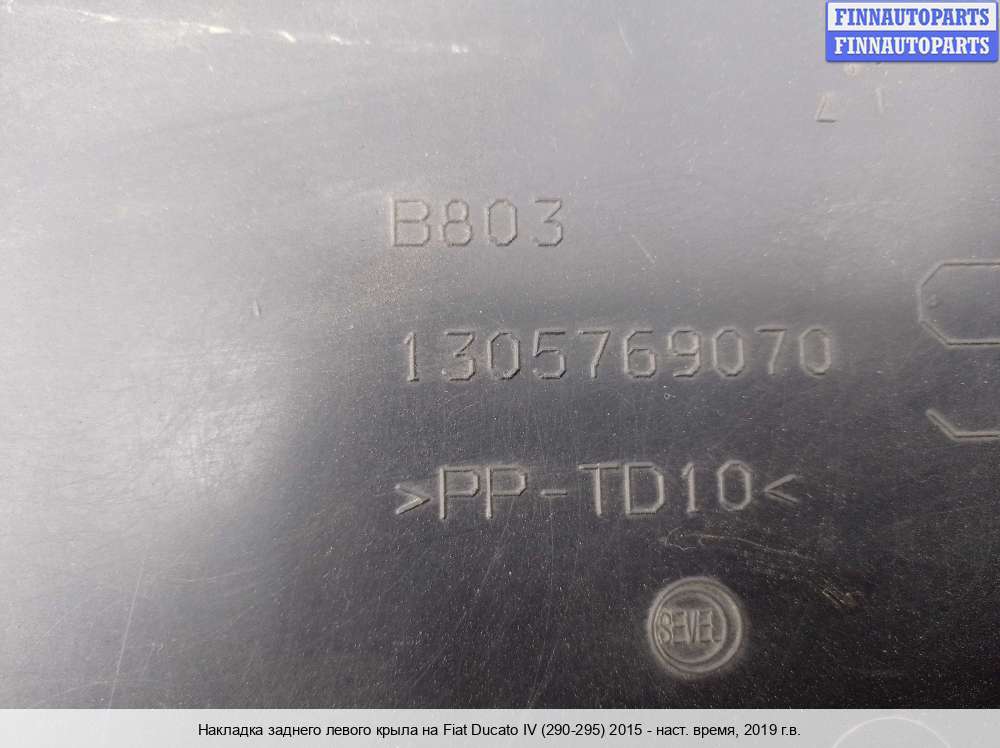 FINNAUTOPARTS
FINNAUTOPARTS
B803
1305769070
>PP-TD10<
SEVEL
Накладка заднего левого крыла на Fiat Ducato IV (290-295) 2015 - наст. время, 2019 г.в.